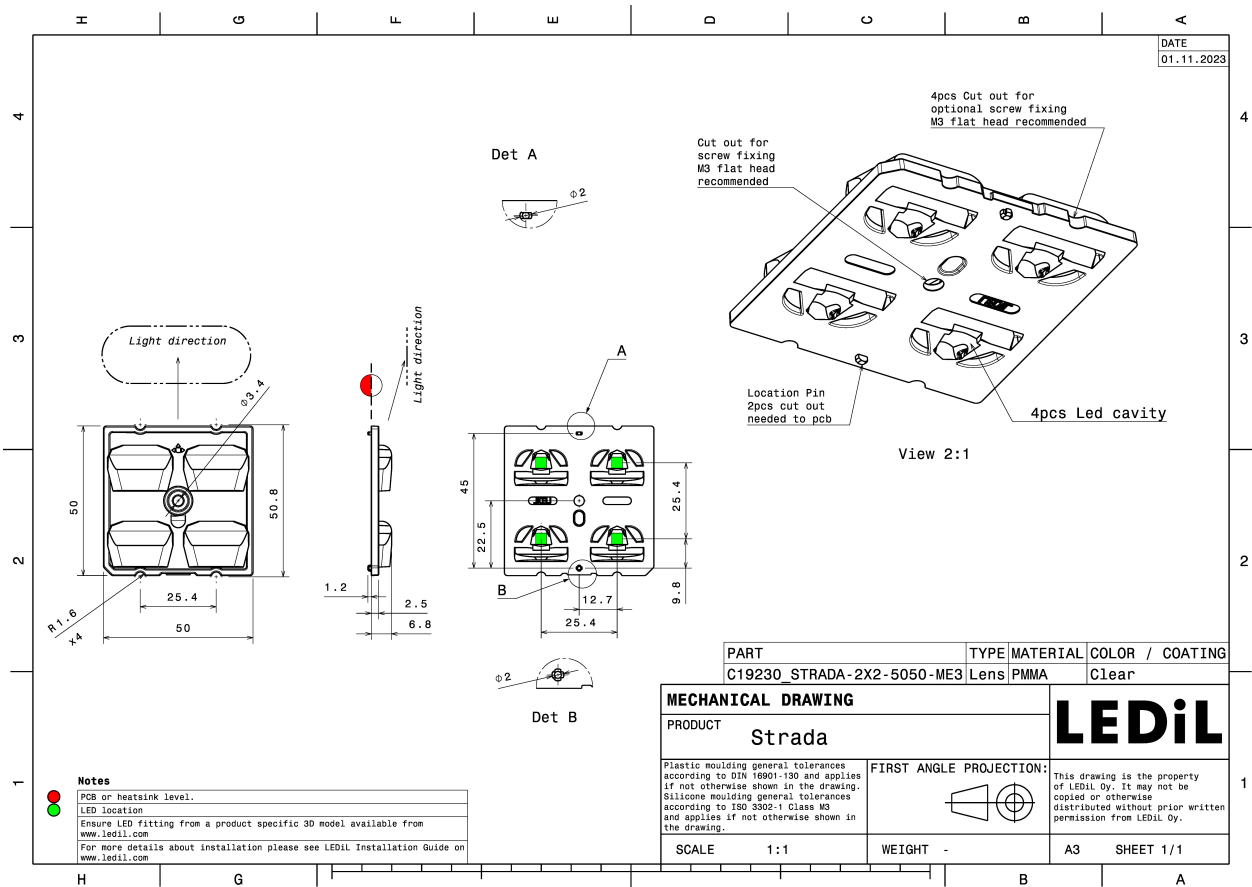 H G F E D C B A
DATE
01.11.2023
4
4
4pcs Cut out for
optional screw fixing
M3 flat head recommended
Cut out for
screw fixing
M3 flat head
recommended
Det A
⌀2
3
3
Light direction
Light direction
⌀3.4
A
Location Pin
2pcs cut out
needed to pcb
4pcs Led cavity
View 2:1
50
50.8
45
22.5
25.4
9.8
2
2
1.2
2.5
6.8
B
12.7
25.4
25.4
R1.6
x4
50
⌀2
Det B
PART TYPE MATERIAL COLOR / COATING
C19230_STRADA-2X2-5050-ME3 Lens PMMA Clear
MECHANICAL DRAWING
PRODUCT
Strada
LEDiL
Plastic moulding general tolerances
according to DIN 16901-130 and applies
if not otherwise shown in the drawing.
Silicone moulding general tolerances
according to ISO 3302-1 Class M3
and applies if not otherwise shown in
the drawing.
FIRST ANGLE PROJECTION:
This drawing is the property
of LEDiL Oy. It may not be
copied or otherwise
distributed without prior written
permission from LEDiL Oy.
1
1
Notes
PCB or heatsink level.
LED location
Ensure LED fitting from a product specific 3D model available from
www.ledil.com
For more details about installation please see LEDiL Installation Guide on
www.ledil.com
SCALE 1:1 WEIGHT - A3 SHEET 1/1
H G B A